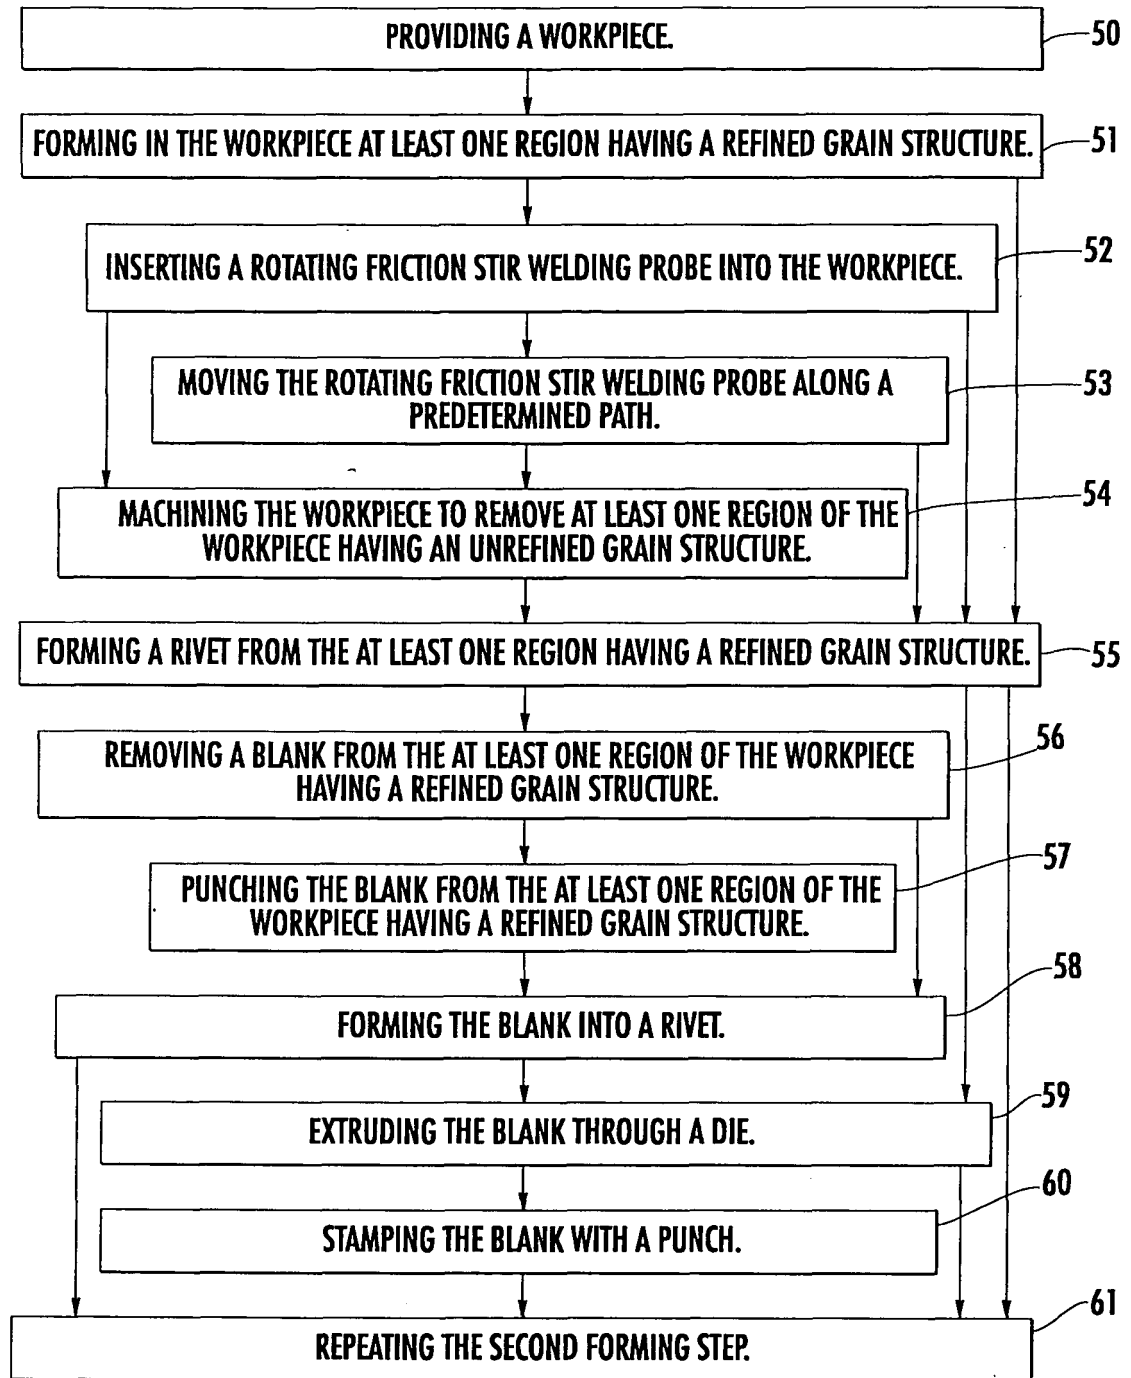 PROVIDING A WORKPIECE.
50
FORMING IN THE WORKPIECE AT LEAST ONE REGION HAVING A REFINED GRAIN STRUCTURE.
51
INSERTING A ROTATING FRICTION STIR WELDING PROBE INTO THE WORKPIECE.
52
MOVING THE ROTATING FRICTION STIR WELDING PROBE ALONG A
PREDETERMINED PATH.
53
MACHINING THE WORKPIECE TO REMOVE AT LEAST ONE REGION OF THE
WORKPIECE HAVING AN UNREFINED GRAIN STRUCTURE.
54
FORMING A RIVET FROM THE AT LEAST ONE REGION HAVING A REFINED GRAIN STRUCTURE.
55
REMOVING A BLANK FROM THE AT LEAST ONE REGION OF THE WORKPIECE
HAVING A REFINED GRAIN STRUCTURE.
56
PUNCHING THE BLANK FROM THE AT LEAST ONE REGION OF THE
WORKPIECE HAVING A REFINED GRAIN STRUCTURE.
57
FORMING THE BLANK INTO A RIVET.
58
EXTRUDING THE BLANK THROUGH A DIE.
59
STAMPING THE BLANK WITH A PUNCH.
60
REPEATING THE SECOND FORMING STEP.
61